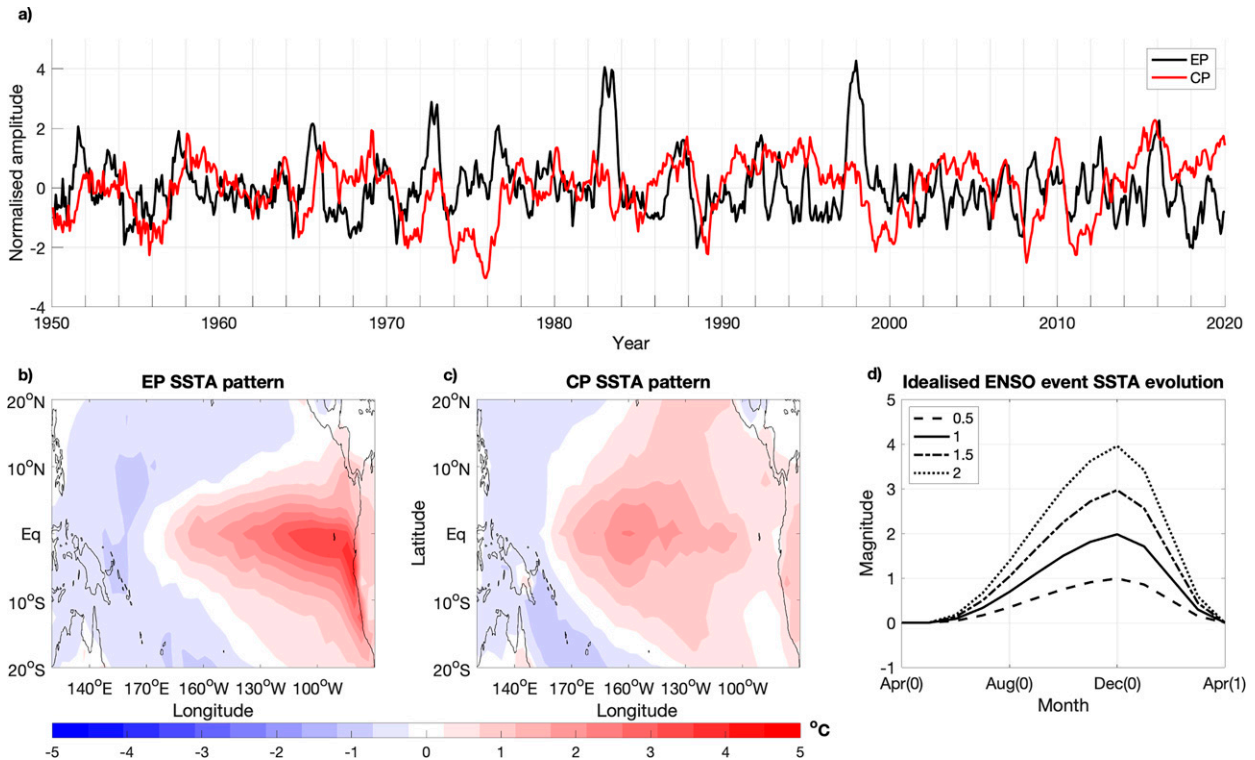 a)
Normalised amplitude
4
2
0
-2
-4
EP
CP
1950 1960 1970 1980 1990 2000 2010 2020
Year
b) EP SSTA pattern
20°N
10°N
Eq
10°S
20°S
140°E 170°E 160°W 130°W 100°W
Longitude
c) CP SSTA pattern
Latitude
20°N
10°N
Eq
10°S
20°S
140°E 170°E 160°W 130°W 100°W
Longitude
d) Idealised ENSO event SSTA evolution
Magnitude
5
4
3
2
1
0
-1
0.5
1
1.5
2
Apr(0) Aug(0) Dec(0) Apr(1)
Month
°C
-5 -4 -3 -2 -1 0 1 2 3 4 5